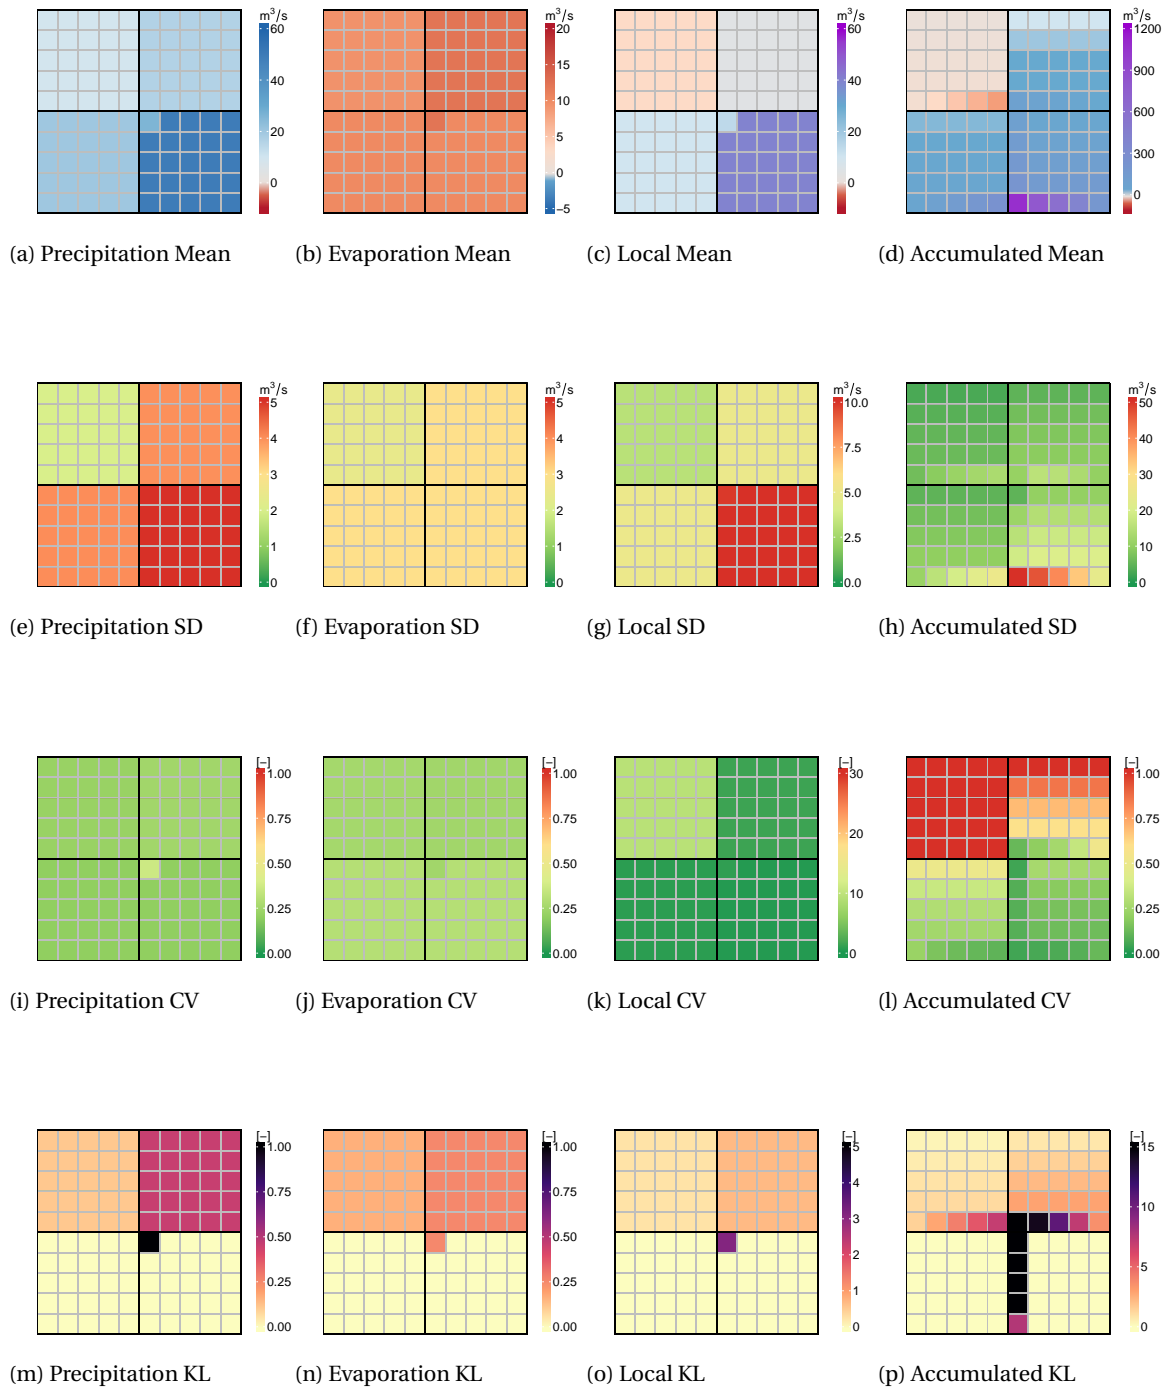 m³/s m³/s m³/s m³/s
60 20 60 1200
40 15 40 900
20 10 20 600
0 5 0 300
0 0
−5
(a) Precipitation Mean (b) Evaporation Mean (c) Local Mean (d) Accumulated Mean
m³/s m³/s m³/s m³/s
5 5 10.0 50
4 4 7.5 40
3 3 5.0 30
2 2 2.5 20
1 1 0.0 10
0 0 0
(e) Precipitation SD (f) Evaporation SD (g) Local SD (h) Accumulated SD
[−] [−] [−] [−]
1.00 1.00 30 1.00
0.75 0.75 20 0.75
0.50 0.50 10 0.50
0.25 0.25 0 0.25
0.00 0.00 0.00
(i) Precipitation CV (j) Evaporation CV (k) Local CV (l) Accumulated CV
[−] [−] [−] [−]
1.00 1.00 5 15
0.75 0.75 4 10
0.50 0.50 3 5
0.25 0.25 2 0
0.00 0.00 1
0
(m) Precipitation KL (n) Evaporation KL (o) Local KL (p) Accumulated KL